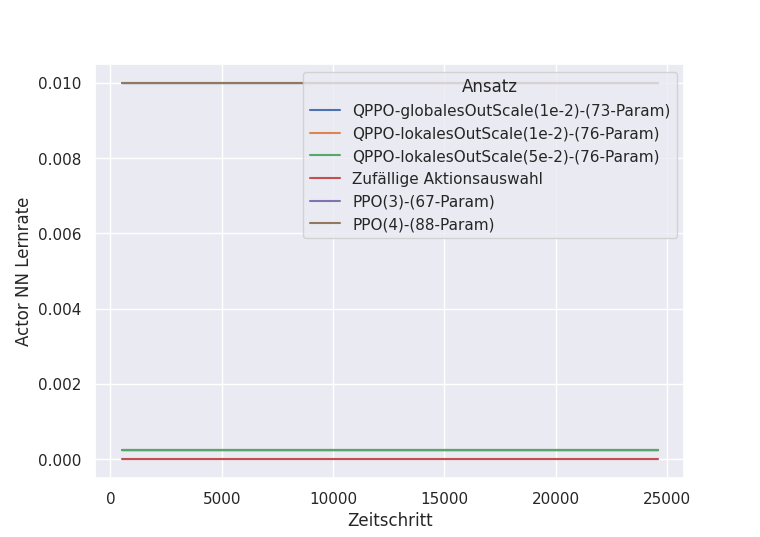 0.010
0.008
0.006
0.004
0.002
0.000
Actor NN Lernrate
Ansatz
QPPO-globalesOutScale(1e-2)-(73-Param)
QPPO-lokalesOutScale(1e-2)-(76-Param)
QPPO-lokalesOutScale(5e-2)-(76-Param)
Zufällige Aktionsauswahl
PPO(3)-(67-Param)
PPO(4)-(88-Param)
0 5000 10000 15000 20000 25000
Zeitschritt